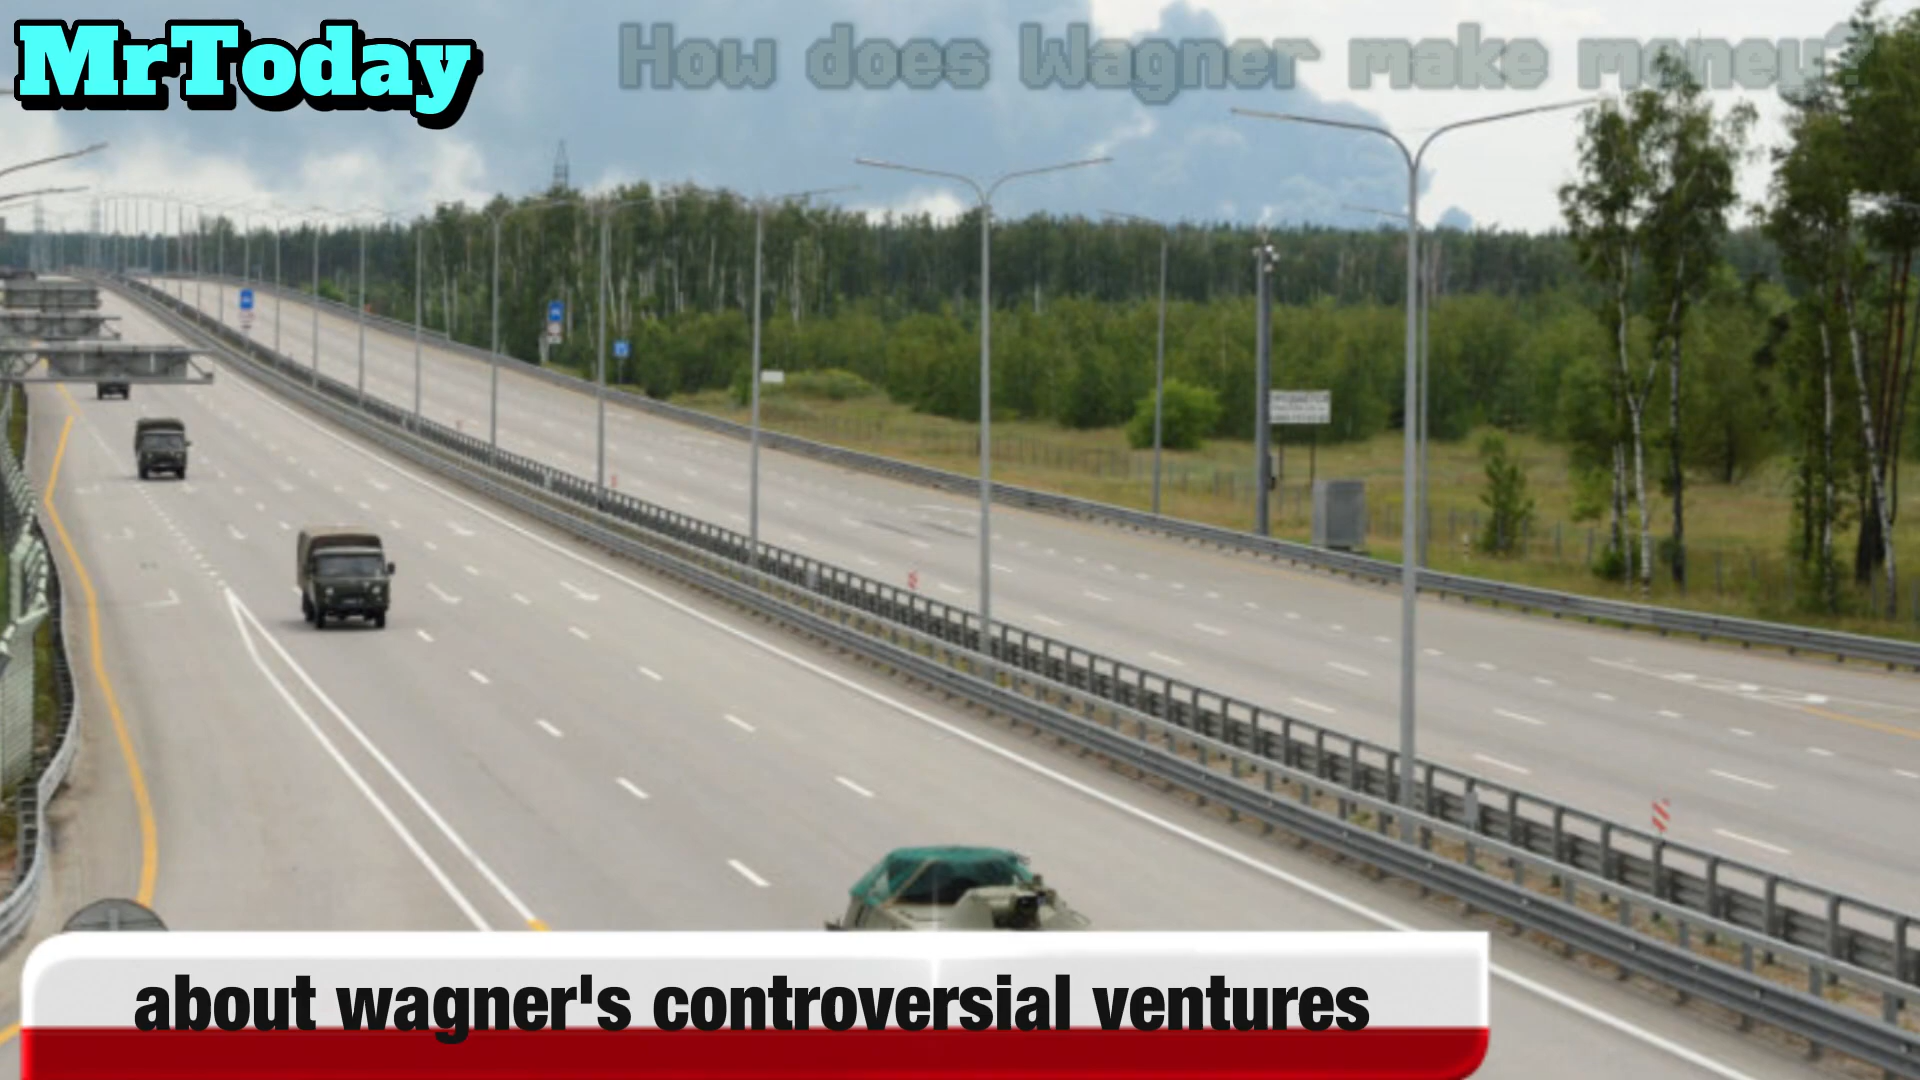 MrToday
How does Wagner make money?
about wagner's controversial ventures